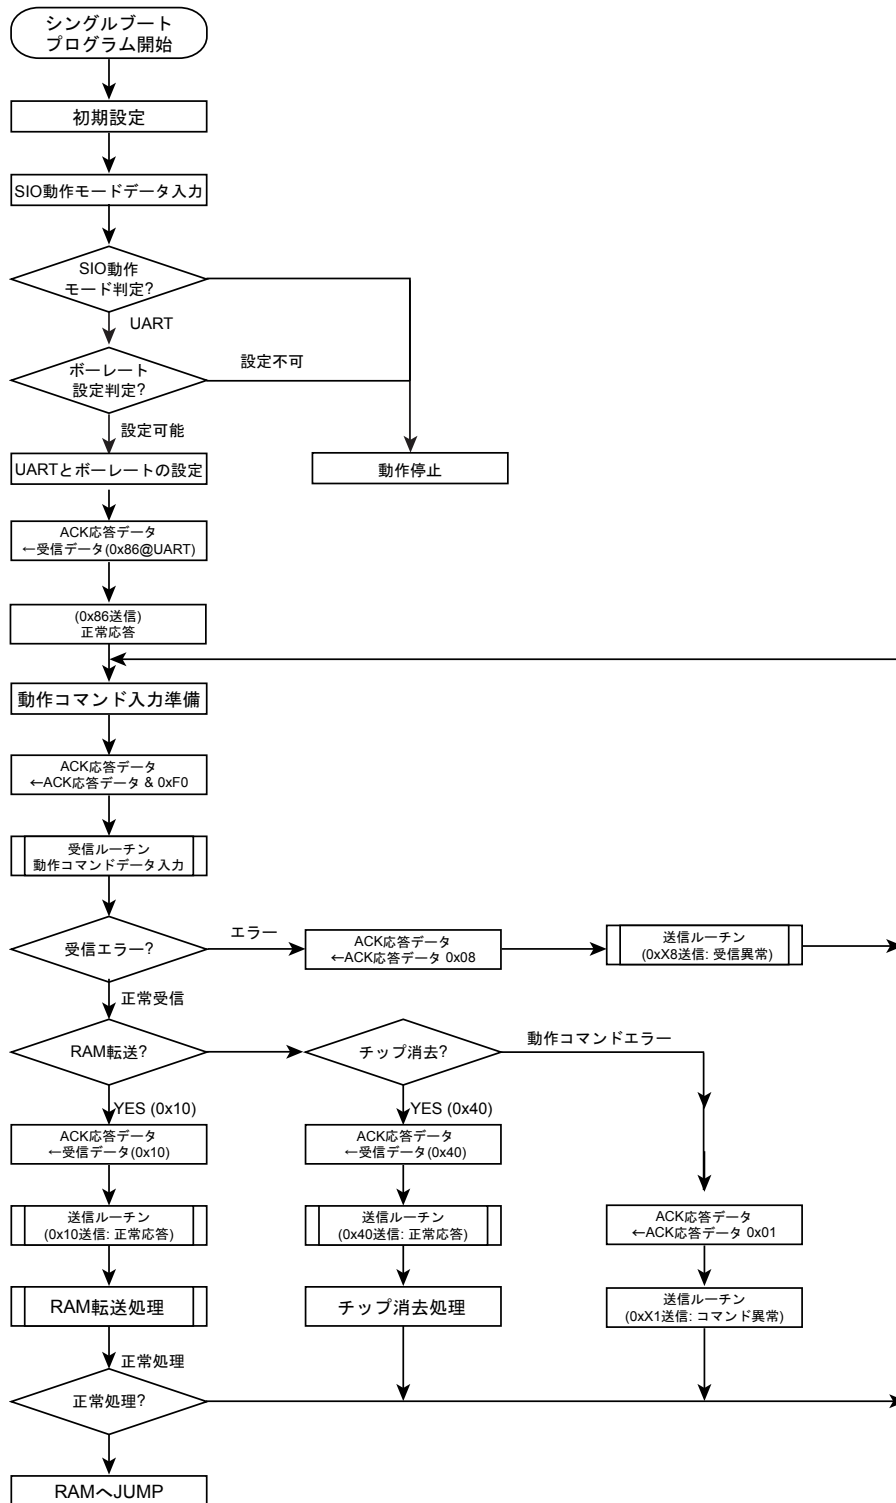 シングルブート
プログラム開始
初期設定
SIO動作モードデータ入力
SIO動作
モード判定?
UART
ボーレート
設定判定?
設定不可
設定可能
UARTとボーレートの設定
動作停止
ACK応答データ
←受信データ(0x86@UART)
(0x86送信)
正常応答
動作コマンド入力準備
ACK応答データ
←ACK応答データ & 0xF0
受信ルーチン
動作コマンドデータ入力
受信エラー?
エラー
ACK応答データ
←ACK応答データ 0x08
送信ルーチン
(0xX8送信: 受信異常)
正常受信
RAM転送?
チップ消去?
動作コマンドエラー
YES (0x10)
YES (0x40)
ACK応答データ
←受信データ(0x10)
ACK応答データ
←受信データ(0x40)
送信ルーチン
(0x10送信: 正常応答)
送信ルーチン
(0x40送信: 正常応答)
ACK応答データ
←ACK応答データ 0x01
RAM転送処理
チップ消去処理
送信ルーチン
(0xX1送信: コマンド異常)
正常処理
正常処理?
RAMへJUMP